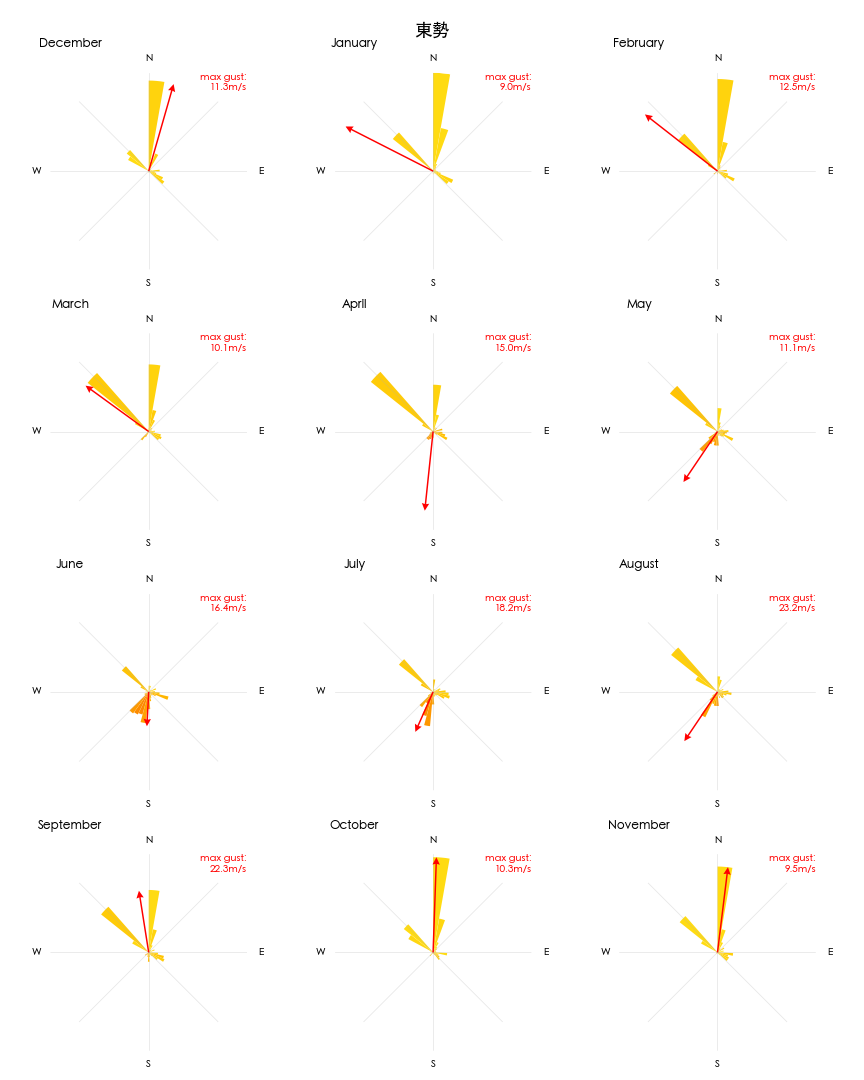 東勢
December
N
max gust:
11.3m/s
W
E
S
January
N
max gust:
9.0m/s
W
E
S
February
N
max gust:
12.5m/s
W
E
S
March
N
max gust:
10.1m/s
W
E
S
April
N
max gust:
15.0m/s
W
E
S
May
N
max gust:
11.1m/s
W
E
S
June
N
max gust:
16.4m/s
W
E
S
July
N
max gust:
18.2m/s
W
E
S
August
N
max gust:
23.2m/s
W
E
S
September
N
max gust:
22.3m/s
W
E
S
October
N
max gust:
10.3m/s
W
E
S
November
N
max gust:
9.5m/s
W
E
S